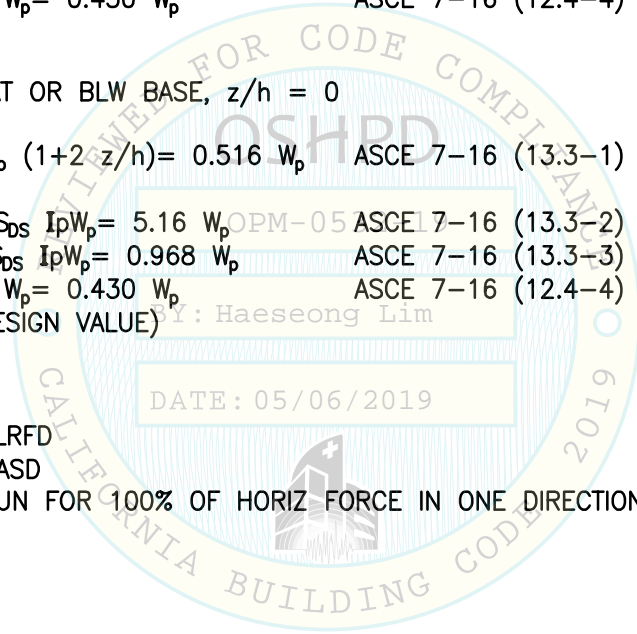 Wp= 0.430 Wp ASCE 7-16 (12.4-4)
REVIEWED FOR CODE COMPLIANCE
T OR BLW BASE, z/h = 0
OSHPD
(1+2 z/h)= 0.516 Wp ASCE 7-16 (13.3-1)
SDS IpWp= 5.16 Wp ASCE 7-16 (13.3-2)
SDS IpWp= 0.968 Wp ASCE 7-16 (13.3-3)
Wp= 0.430 Wp ASCE 7-16 (12.4-4)
ESIGN VALUE)
BY: Haeseong Lim
DATE: 05/06/2019
LRFD
ASD
UN FOR 100% OF HORIZ FORCE IN ONE DIRECTION
CALIFORNIA BUILDING CODE 2019